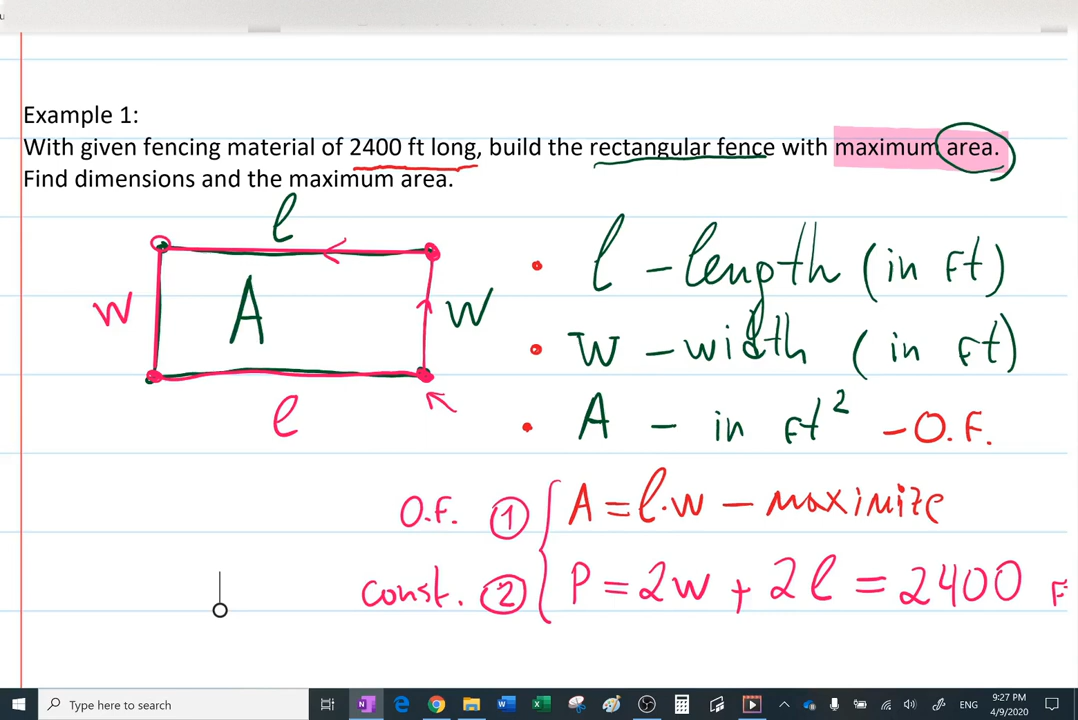 Example 1:
With given fencing material of 2400 ft long, build the rectangular fence with maximum area.
Find dimensions and the maximum area.
l
w A w
l
• l - length (in ft)
• w - width (in ft)
• A - in ft² - O.F.
O.F. ① A = l·w - maximize
const. ② P = 2w + 2l = 2400 F
Type here to search
ENG
9:27 PM
4/9/2020